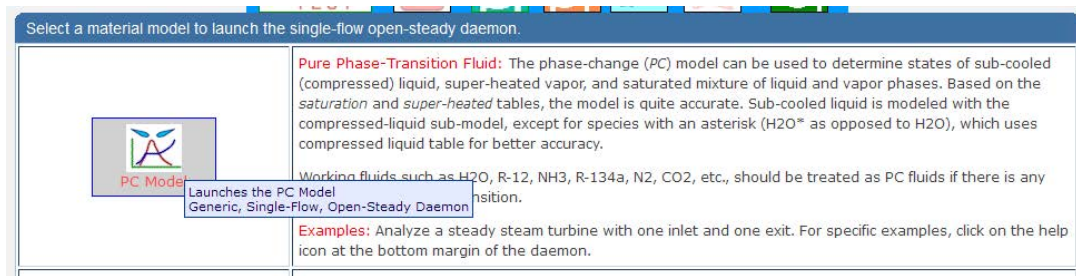 Select a material model to launch the single-flow open-steady daemon.
Pure Phase-Transition Fluid: The phase-change (PC) model can be used to determine states of sub-cooled
(compressed) liquid, super-heated vapor, and saturated mixture of liquid and vapor phases. Based on the
saturation and super-heated tables, the model is quite accurate. Sub-cooled liquid is modeled with the
compressed-liquid sub-model, except for species with an asterisk (H2O* as opposed to H2O), which uses
compressed liquid table for better accuracy.
PC Model
Working fluids such as H2O, R-12, NH3, R-134a, N2, CO2, etc., should be treated as PC fluids if there is any
Launches the PC Model
Generic, Single-Flow, Open-Steady Daemon
Examples: Analyze a steady steam turbine with one inlet and one exit. For specific examples, click on the help
icon at the bottom margin of the daemon.